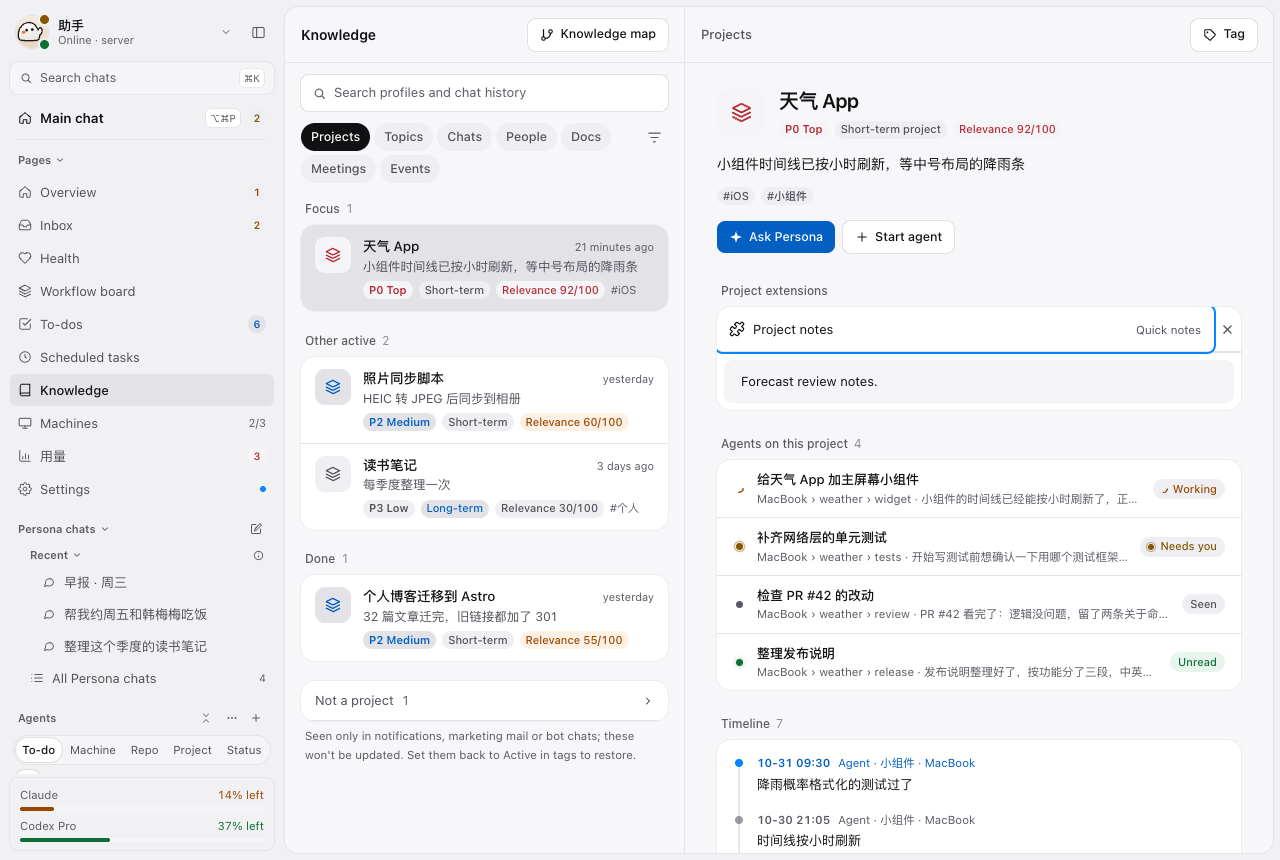 助手
Online · server
Search chats
⌘K
Main chat
⌥⌘P
2
Pages
Overview
1
Inbox
2
Health
Workflow board
To-dos
6
Scheduled tasks
Knowledge
Machines
2/3
用量
3
Settings
Persona chats
Recent
早报 · 周三
帮我约周五和韩梅梅吃饭
整理这个季度的读书笔记
All Persona chats
4
Agents
To-do
Machine
Repo
Project
Status
Claude
14% left
Codex Pro
37% left
Knowledge
Knowledge map
Search profiles and chat history
Projects
Topics
Chats
People
Docs
Meetings
Events
Focus 1
天气 App
21 minutes ago
小组件时间线已按小时刷新，等中号布局的降雨条
P0 Top
Short-term
Relevance 92/100
#iOS
Other active 2
照片同步脚本
yesterday
HEIC 转 JPEG 后同步到相册
P2 Medium
Short-term
Relevance 60/100
读书笔记
3 days ago
每季度整理一次
P3 Low
Long-term
Relevance 30/100
#个人
Done 1
个人博客迁移到 Astro
yesterday
32 篇文章迁完，旧链接都加了 301
P2 Medium
Short-term
Relevance 55/100
Not a project 1
Seen only in notifications, marketing mail or bot chats; these
won't be updated. Set them back to Active in tags to restore.
Projects
Tag
天气 App
P0 Top
Short-term project
Relevance 92/100
小组件时间线已按小时刷新，等中号布局的降雨条
#iOS
#小组件
Ask Persona
Start agent
Project extensions
Project notes
Quick notes
Forecast review notes.
Agents on this project 4
给天气 App 加主屏幕小组件
MacBook › weather › widget · 小组件的时间线已经能按小时刷新了，正...
Working
补齐网络层的单元测试
MacBook › weather › tests · 开始写测试前想确认一下用哪个测试框架...
Needs you
检查 PR #42 的改动
MacBook › weather › review · PR #42 看完了：逻辑没问题，留了两条关于命...
Seen
整理发布说明
MacBook › weather › release · 发布说明整理好了，按功能分了三段，中英...
Unread
Timeline 7
10-31 09:30 Agent · 小组件 · MacBook
降雨概率格式化的测试过了
10-30 21:05 Agent · 小组件 · MacBook
时间线按小时刷新